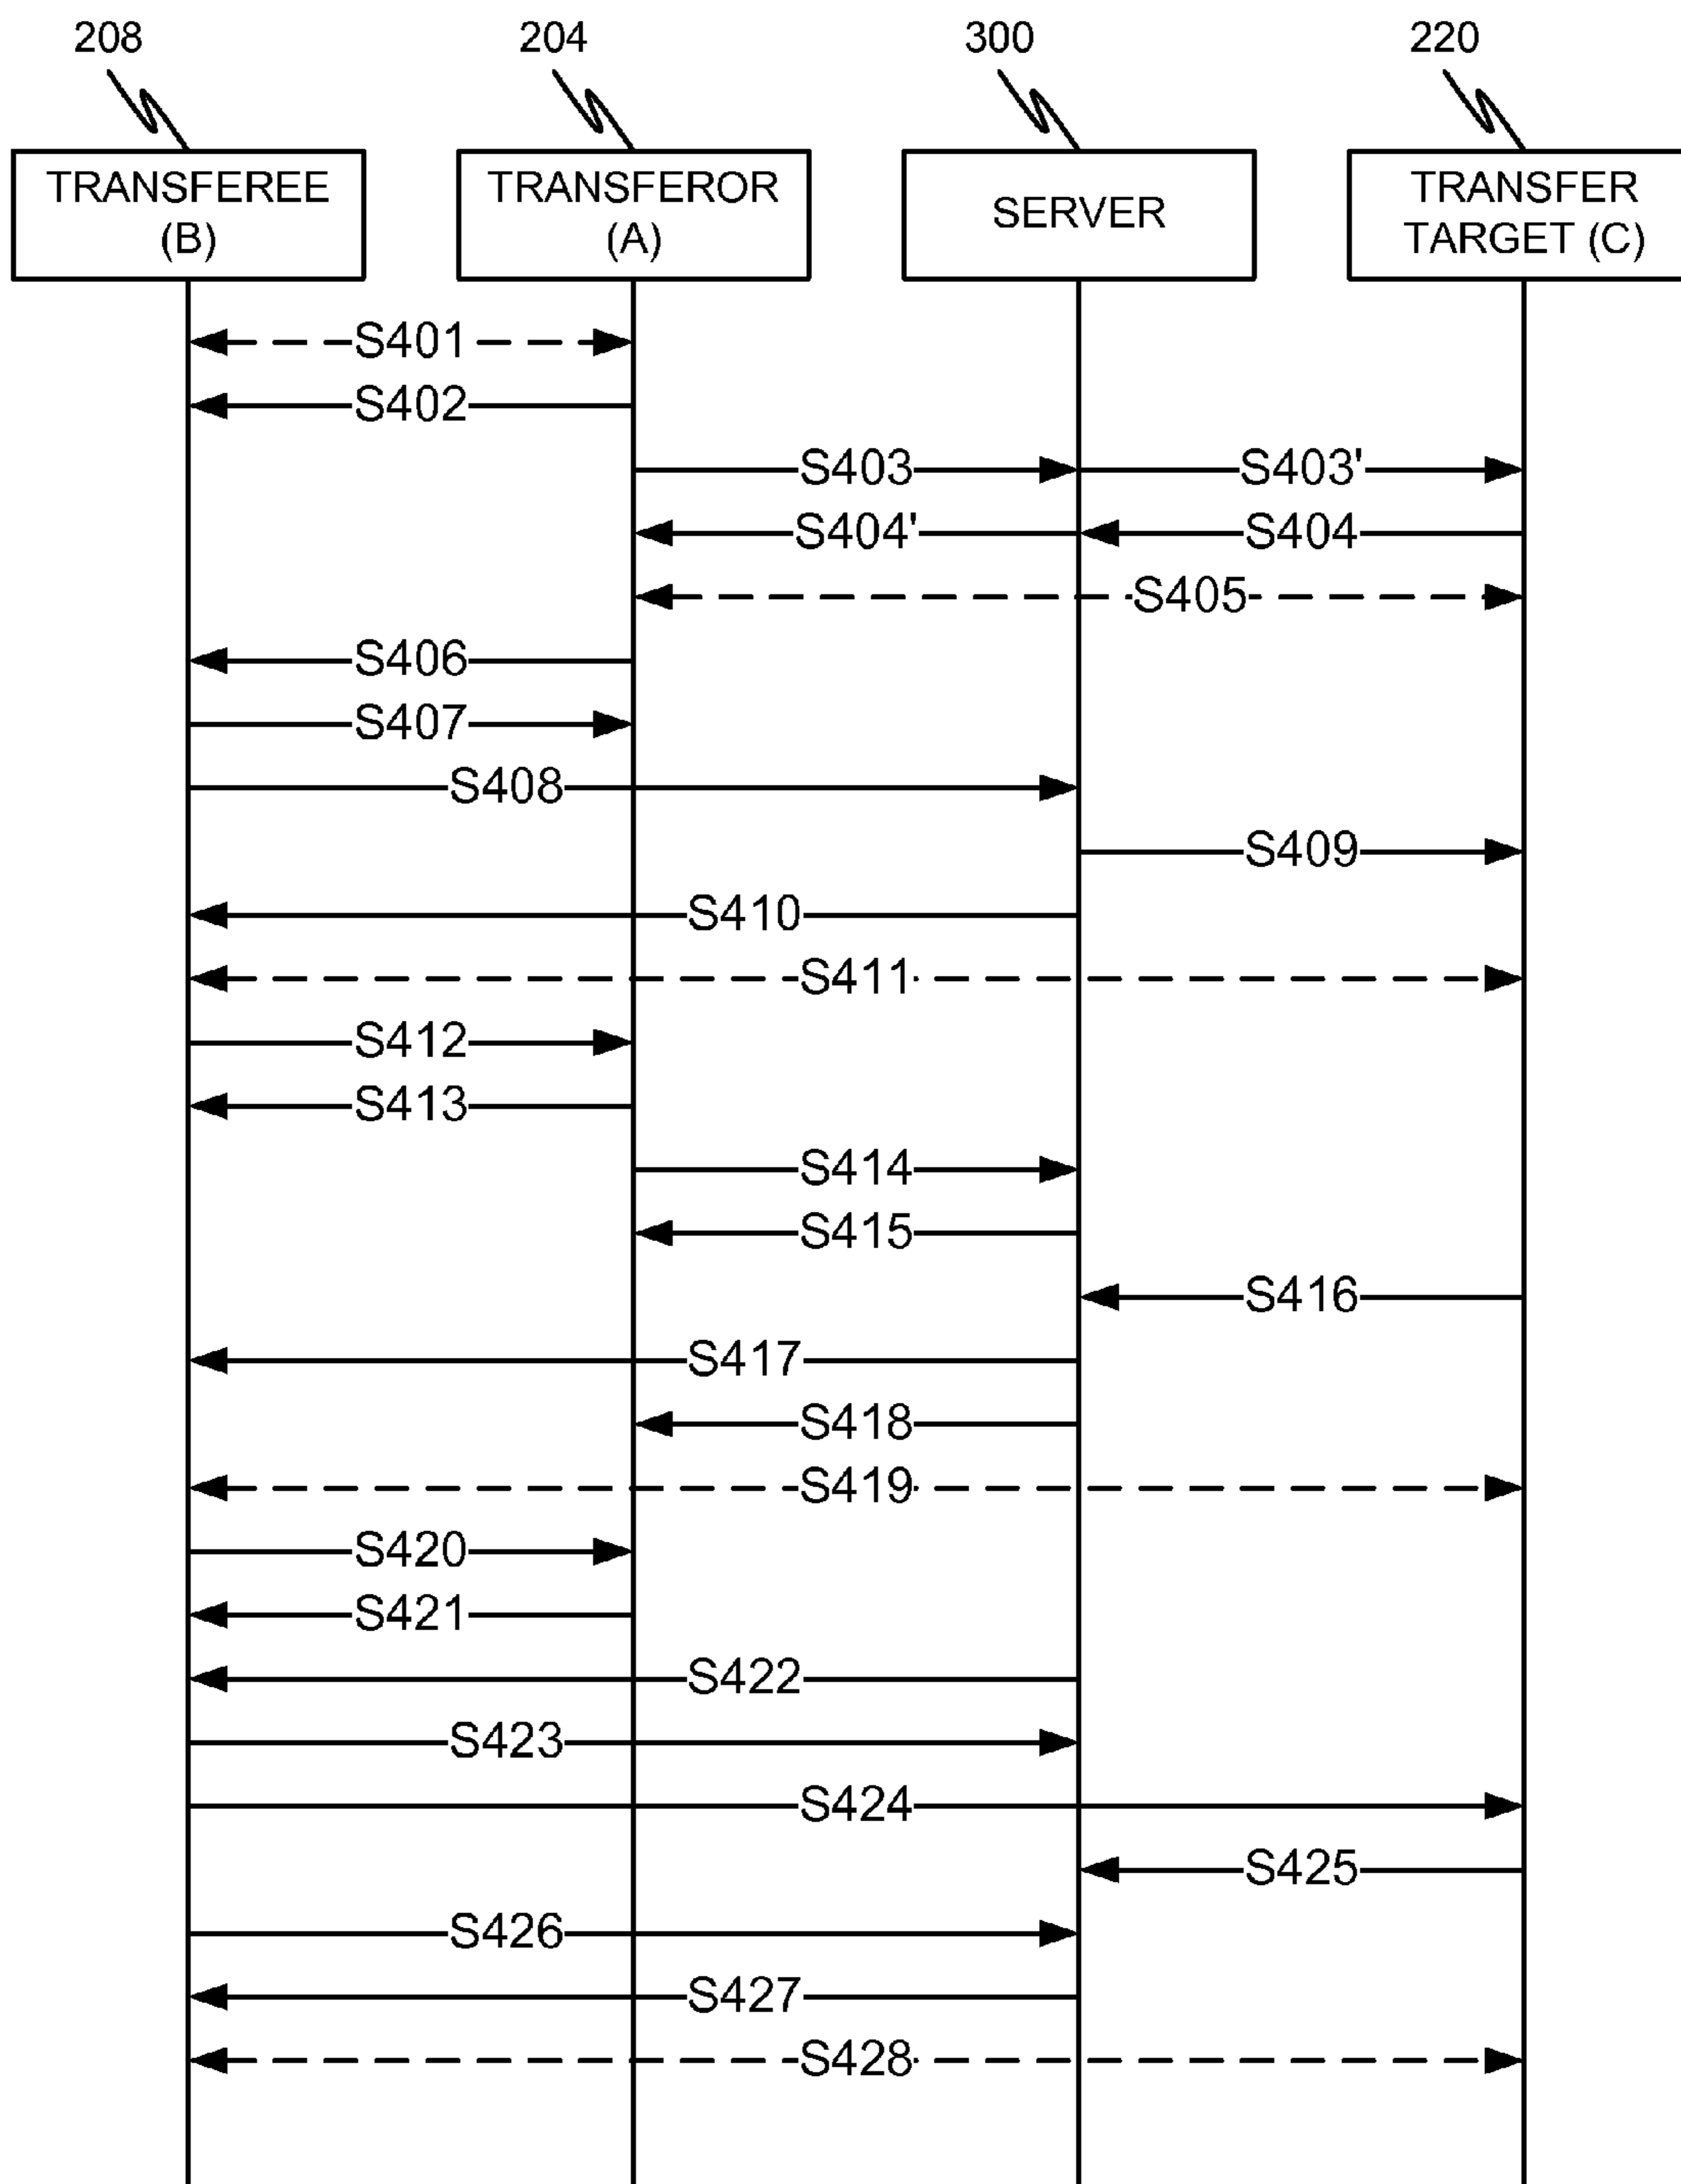 208
204
300
220
TRANSFEREE
(B)
TRANSFEROR
(A)
SERVER
TRANSFER
TARGET (C)
S401
S402
S403
S403'
S404'
S404
S405
S406
S407
S408
S409
S410
S411
S412
S413
S414
S415
S416
S417
S418
S419
S420
S421
S422
S423
S424
S425
S426
S427
S428